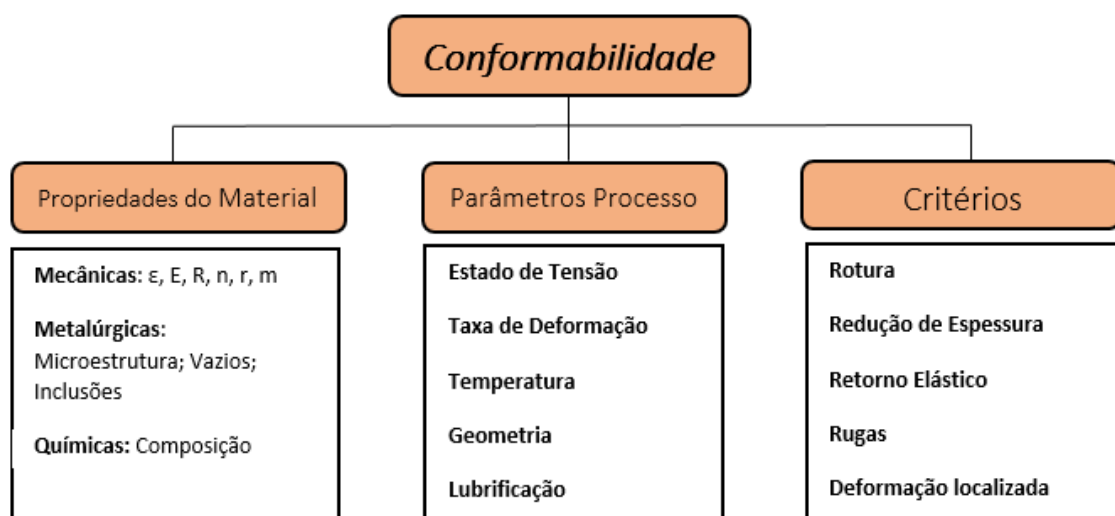 Conformabilidade
Propriedades do Material
Mecânicas: ε, E, R, n, r, m
Metalúrgicas:
Microestrutura; Vazios;
Inclusões
Químicas: Composição
Parâmetros Processo
Estado de Tensão
Taxa de Deformação
Temperatura
Geometria
Lubrificação
Critérios
Rotura
Redução de Espessura
Retorno Elástico
Rugas
Deformação localizada